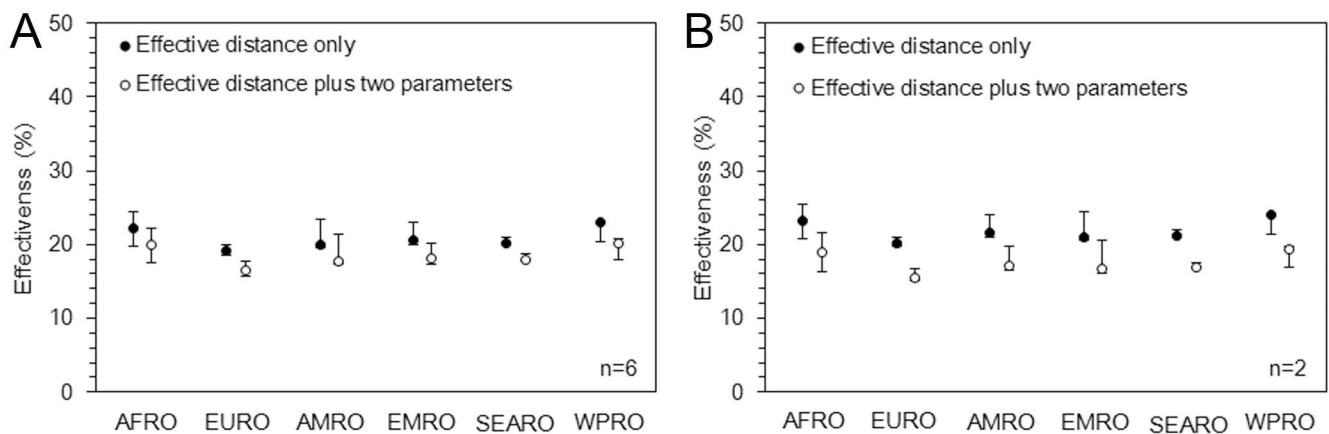 A
Effectivenss (%)
50
40
30
20
10
0
Effective distance only
Effective distance plus two parameters
n=6
AFRO EURO AMRO EMRO SEARO WPRO
B
Effectiveness (%)
50
40
30
20
10
0
Effective distance only
Effective distance plus two parameters
n=2
AFRO EURO AMRO EMRO SEARO WPRO